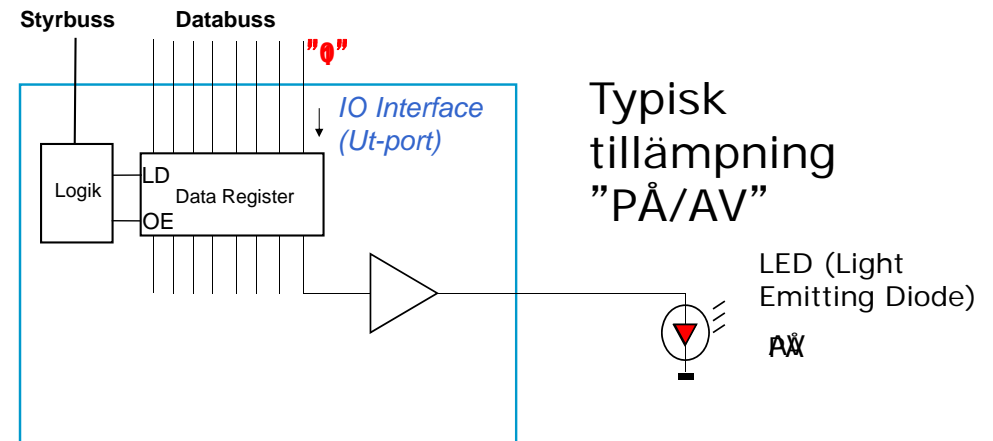 Styrbuss
Databuss
IO Interface
(Ut-port)
Typisk
tillämpning
”PÅ/AV”
Logik
LD
Data Register
OE
LED (Light
Emitting Diode)